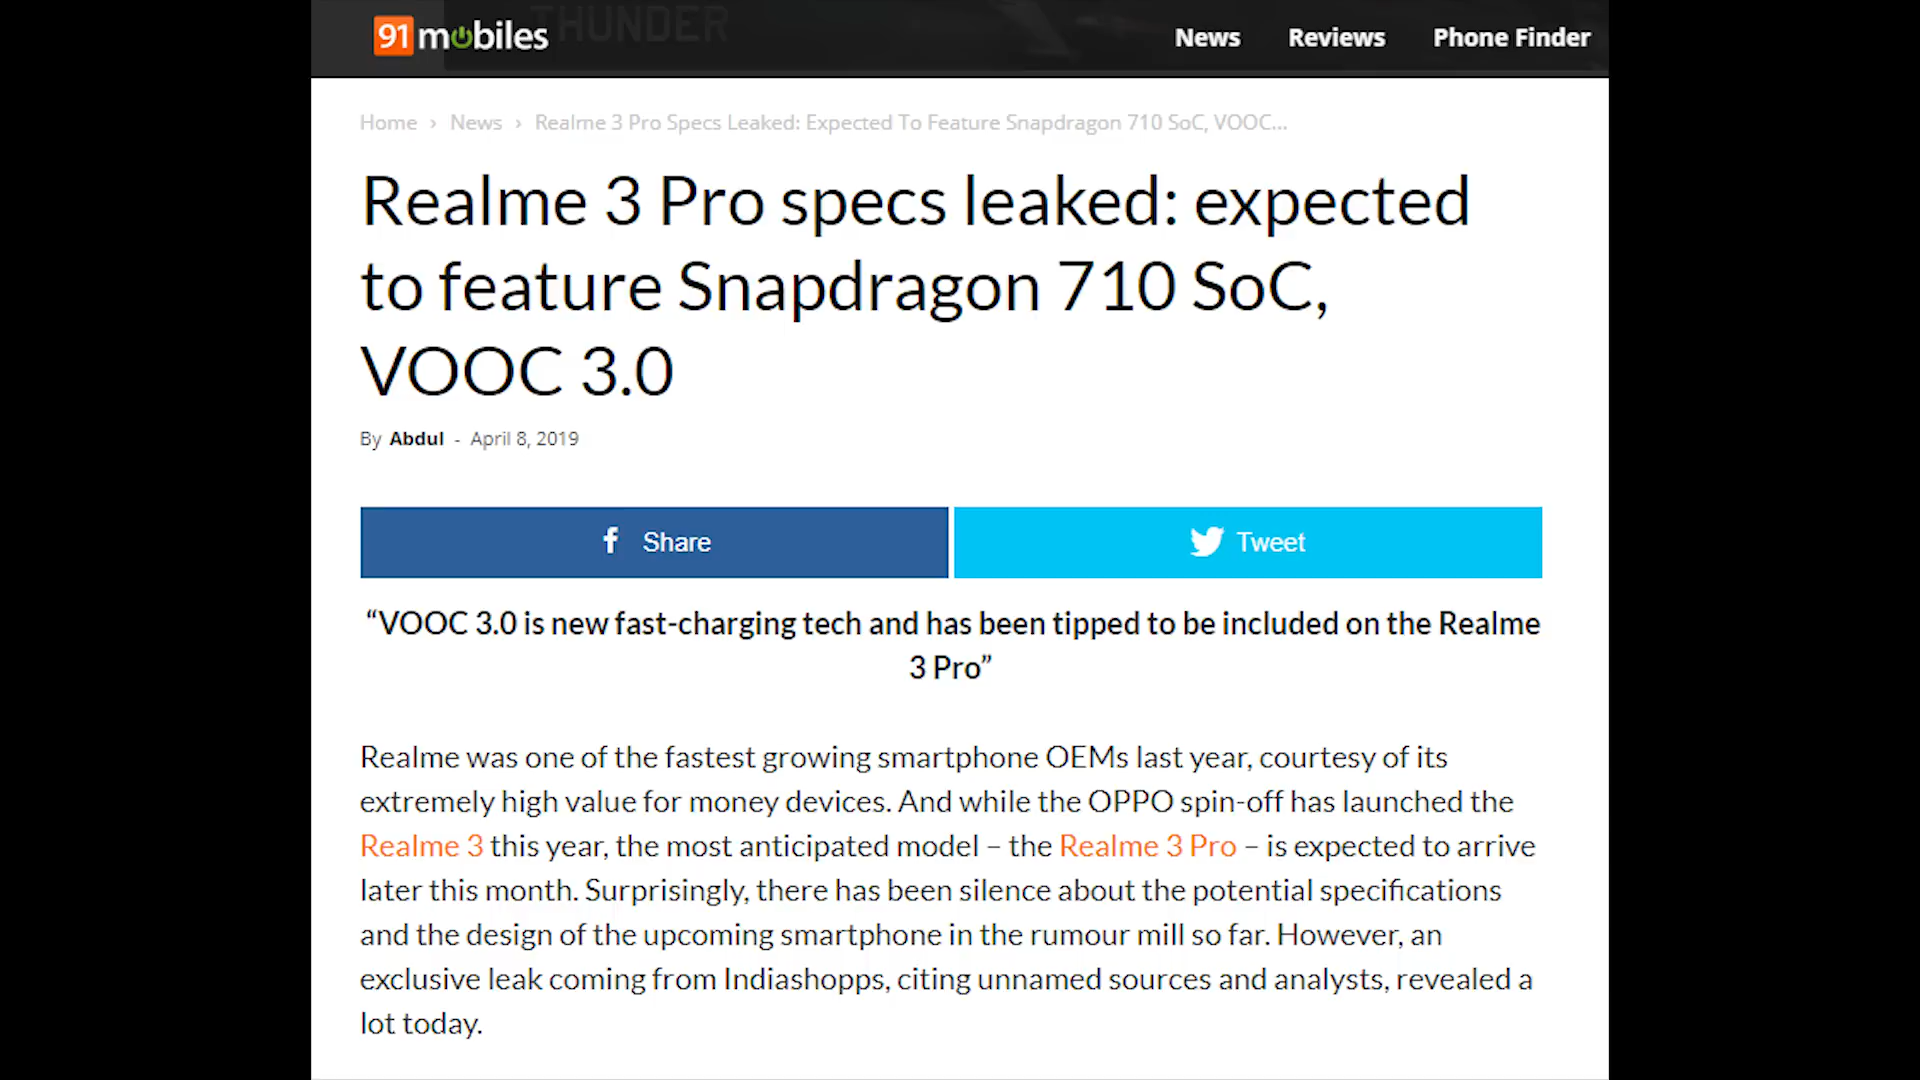 THUNDER
91mobiles
News Reviews Phone Finder
Home › News › Realme 3 Pro Specs Leaked: Expected To Feature Snapdragon 710 SoC, VOOC...
Realme 3 Pro specs leaked: expected
to feature Snapdragon 710 SoC,
VOOC 3.0
By Abdul - April 8, 2019
Share
Tweet
“VOOC 3.0 is new fast-charging tech and has been tipped to be included on the Realme
3 Pro”
Realme was one of the fastest growing smartphone OEMs last year, courtesy of its
extremely high value for money devices. And while the OPPO spin-off has launched the
Realme 3 this year, the most anticipated model – the Realme 3 Pro – is expected to arrive
later this month. Surprisingly, there has been silence about the potential specifications
and the design of the upcoming smartphone in the rumour mill so far. However, an
exclusive leak coming from Indiashopps, citing unnamed sources and analysts, revealed a
lot today.